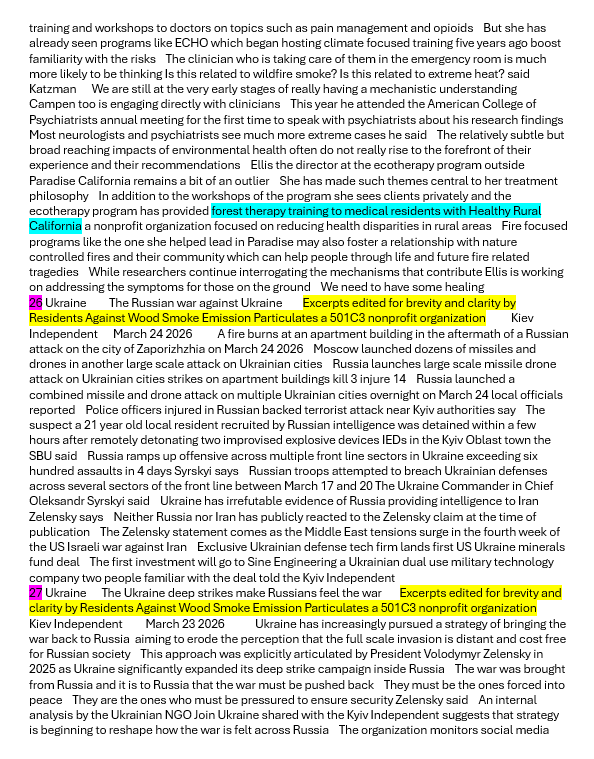 training and workshops to doctors on topics such as pain management and opioids But she has
already seen programs like ECHO which began hosting climate focused training five years ago boost
familiarity with the risks The clinician who is taking care of them in the emergency room is much
more likely to be thinking Is this related to wildfire smoke? Is this related to extreme heat? said
Katzman We are still at the very early stages of really having a mechanistic understanding
Campen too is engaging directly with clinicians This year he attended the American College of
Psychiatrists annual meeting for the first time to speak with psychiatrists about his research findings
Most neurologists and psychiatrists see much more extreme cases he said The relatively subtle but
broad reaching impacts of environmental health often do not really rise to the forefront of their
experience and their recommendations Ellis the director at the ecotherapy program outside
Paradise California remains a bit of an outlier She has made such themes central to her treatment
philosophy In addition to the workshops of the program she sees clients privately and the
ecotherapy program has provided forest therapy training to medical residents with Healthy Rural
California a nonprofit organization focused on reducing health disparities in rural areas Fire focused
programs like the one she helped lead in Paradise may also foster a relationship with nature
controlled fires and their community which can help people through life and future fire related
tragedies While researchers continue interrogating the mechanisms that contribute Ellis is working
on addressing the symptoms for those on the ground We need to have some healing
26 Ukraine The Russian war against Ukraine Excerpts edited for brevity and clarity by
Residents Against Wood Smoke Emission Particulates a 501C3 nonprofit organization Kiev
Independent March 24 2026 A fire burns at an apartment building in the aftermath of a Russian
attack on the city of Zaporizhzhia on March 24 2026 Moscow launched dozens of missiles and
drones in another large scale attack on Ukrainian cities Russia launches large scale missile drone
attack on Ukrainian cities strikes on apartment buildings kill 3 injure 14 Russia launched a
combined missile and drone attack on multiple Ukrainian cities overnight on March 24 local officials
reported Police officers injured in Russian backed terrorist attack near Kyiv authorities say The
suspect a 21 year old local resident recruited by Russian intelligence was detained within a few
hours after remotely detonating two improvised explosive devices IEDs in the Kyiv Oblast town the
SBU said Russia ramps up offensive across multiple front line sectors in Ukraine exceeding six
hundred assaults in 4 days Syrskyi says Russian troops attempted to breach Ukrainian defenses
across several sectors of the front line between March 17 and 20 The Ukraine Commander in Chief
Oleksandr Syrskyi said Ukraine has irrefutable evidence of Russia providing intelligence to Iran
Zelensky says Neither Russia nor Iran has publicly reacted to the Zelensky claim at the time of
publication The Zelensky statement comes as the Middle East tensions surge in the fourth week of
the US Israeli war against Iran Exclusive Ukrainian defense tech firm lands first US Ukraine minerals
fund deal The first investment will go to Sine Engineering a Ukrainian dual use military technology
company two people familiar with the deal told the Kyiv Independent
27 Ukraine The Ukraine deep strikes make Russians feel the war Excerpts edited for brevity and
clarity by Residents Against Wood Smoke Emission Particulates a 501C3 nonprofit organization
Kiev Independent March 23 2026 Ukraine has increasingly pursued a strategy of bringing the
war back to Russia aiming to erode the perception that the full scale invasion is distant and cost free
for Russian society This approach was explicitly articulated by President Volodymyr Zelensky in
2025 as Ukraine significantly expanded its deep strike campaign inside Russia The war was brought
from Russia and it is to Russia that the war must be pushed back They must be the ones forced into
peace They are the ones who must be pressured to ensure security Zelensky said An internal
analysis by the Ukrainian NGO Join Ukraine shared with the Kyiv Independent suggests that strategy
is beginning to reshape how the war is felt across Russia The organization monitors social media